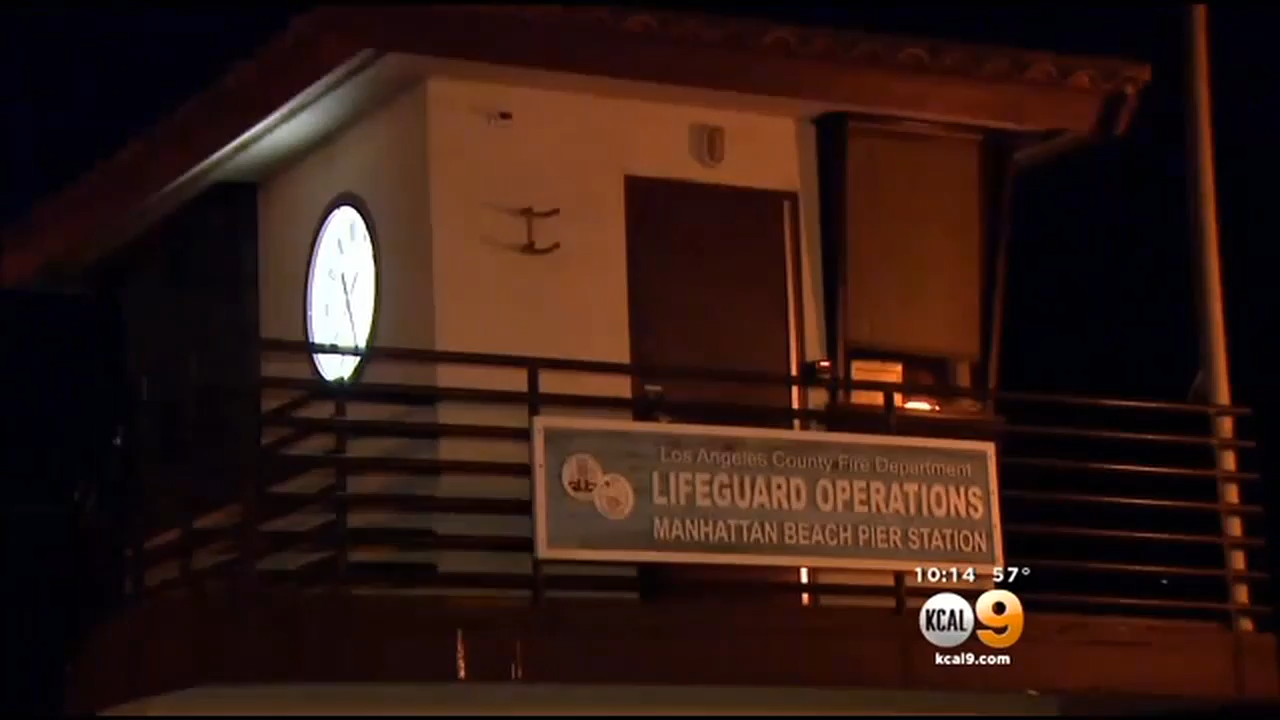 Los Angeles County Fire Department
LIFEGUARD OPERATIONS
MANHATTAN BEACH PIER STATION
10:14 57°
KCAL 9
kcal9.com